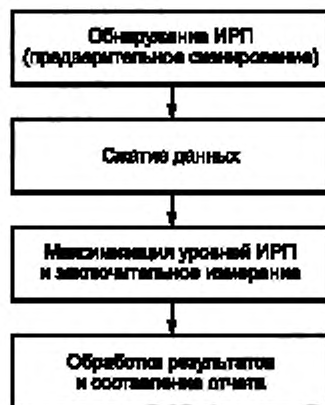 Обнаружение ИРП
(предварительное сканирование)
Сжатие данных
Максимизация уровней ИРП
и заключительное измерение
Обработка результатов
и составление отчета